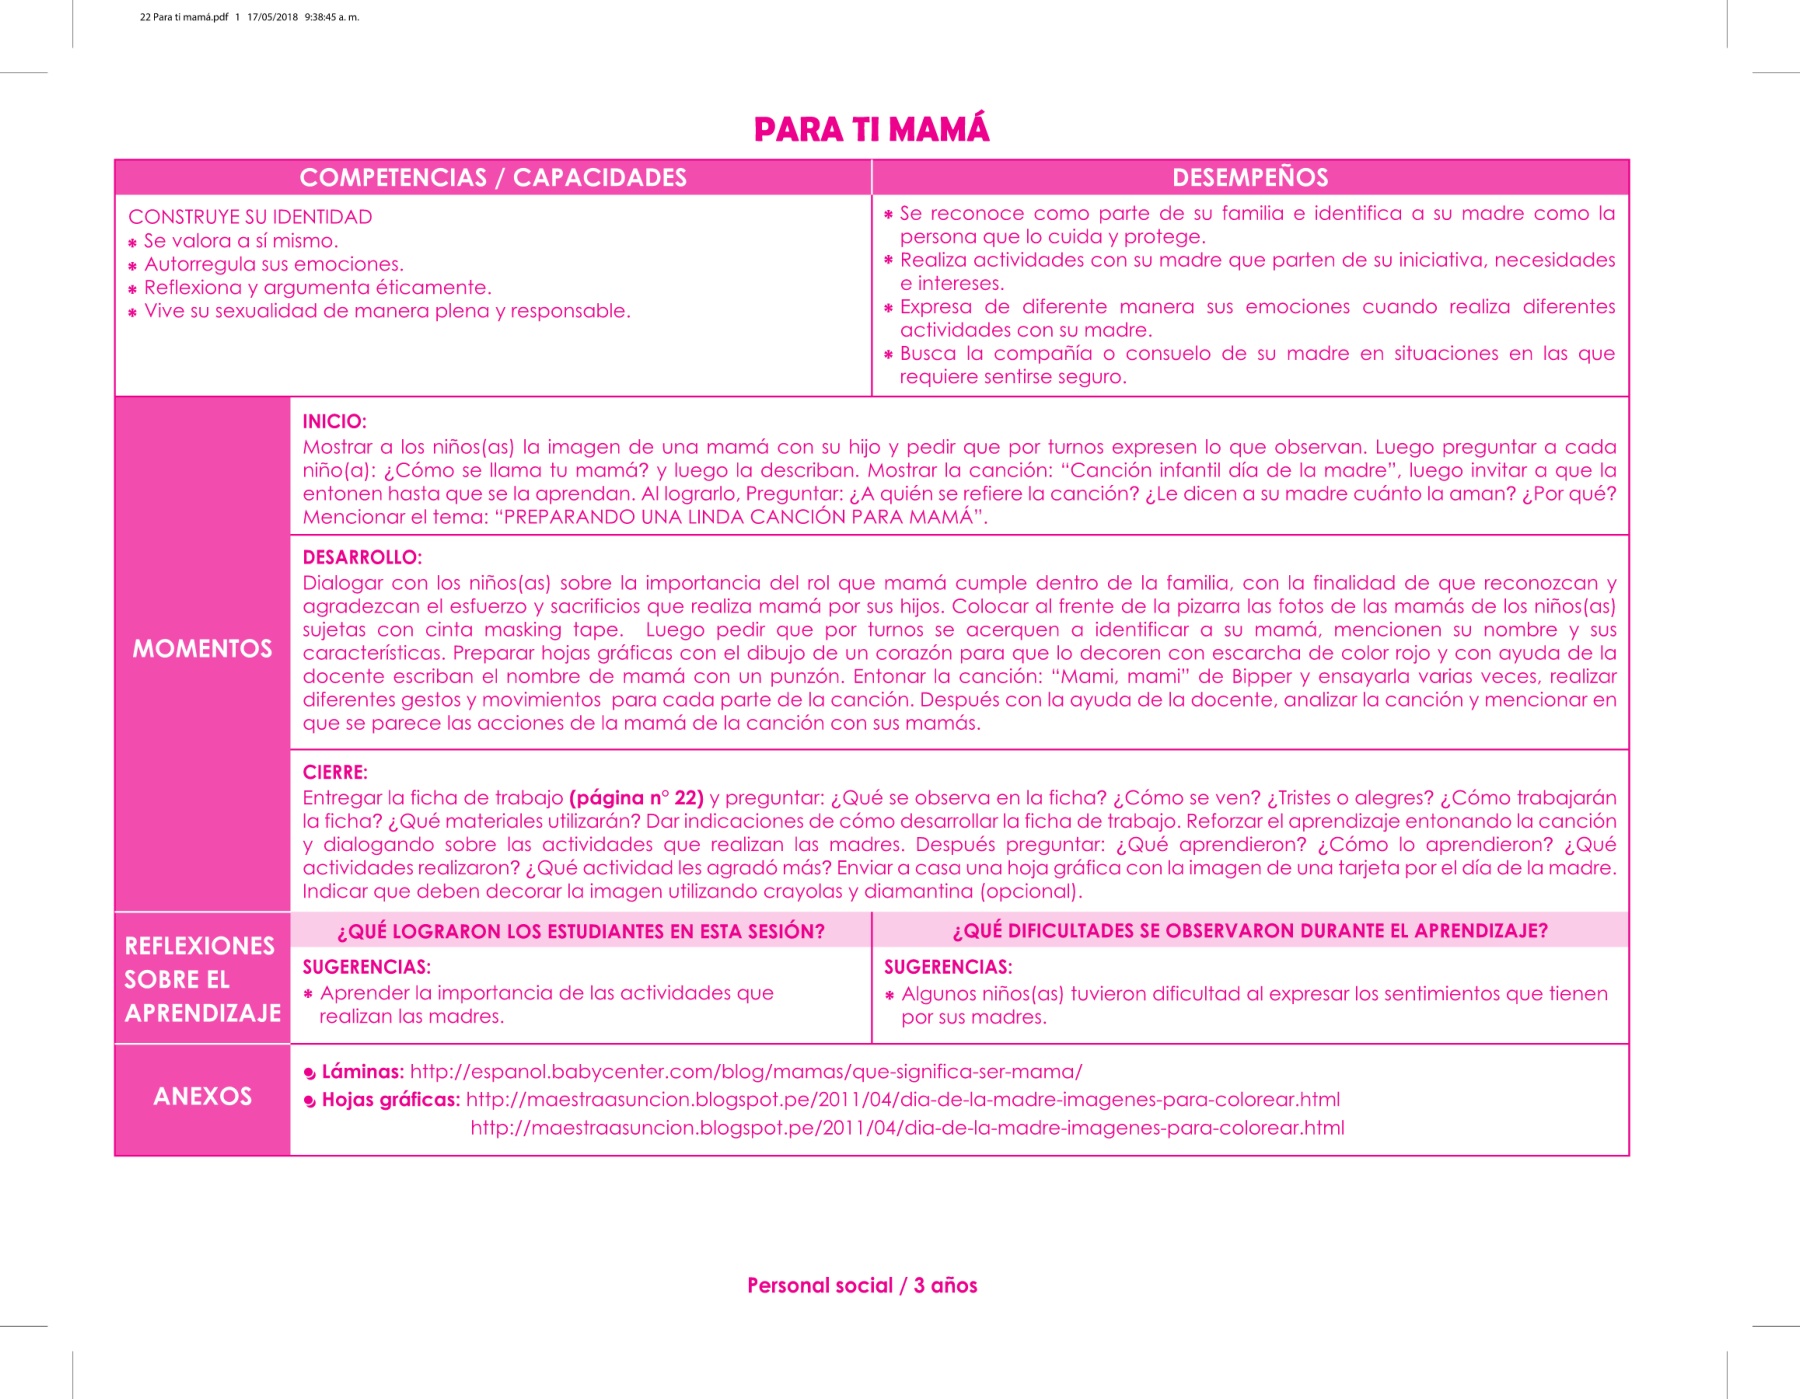 22 Para ti mamá.pdf 1 17/05/2018 9:38:45 a. m.
PARA TI MAMÁ
COMPETENCIAS / CAPACIDADES
DESEMPEÑOS
CONSTRUYE SU IDENTIDAD
* Se valora a sí mismo.
* Autorregula sus emociones.
* Reflexiona y argumenta éticamente.
* Vive su sexualidad de manera plena y responsable.
* Se reconoce como parte de su familia e identifica a su madre como la
persona que lo cuida y protege.
* Realiza actividades con su madre que parten de su iniciativa, necesidades
e intereses.
* Expresa de diferente manera sus emociones cuando realiza diferentes
actividades con su madre.
* Busca la compañía o consuelo de su madre en situaciones en las que
requiere sentirse seguro.
MOMENTOS
INICIO:
Mostrar a los niños(as) la imagen de una mamá con su hijo y pedir que por turnos expresen lo que observan. Luego preguntar a cada
niño(a): ¿Cómo se llama tu mamá? y luego la describan. Mostrar la canción: “Canción infantil día de la madre”, luego invitar a que la
entonen hasta que se la aprendan. Al lograrlo, Preguntar: ¿A quién se refiere la canción? ¿Le dicen a su madre cuánto la aman? ¿Por qué?
Mencionar el tema: “PREPARANDO UNA LINDA CANCIÓN PARA MAMÁ”.
DESARROLLO:
Dialogar con los niños(as) sobre la importancia del rol que mamá cumple dentro de la familia, con la finalidad de que reconozcan y
agradezcan el esfuerzo y sacrificios que realiza mamá por sus hijos. Colocar al frente de la pizarra las fotos de las mamás de los niños(as)
sujetas con cinta masking tape. Luego pedir que por turnos se acerquen a identificar a su mamá, mencionen su nombre y sus
características. Preparar hojas gráficas con el dibujo de un corazón para que lo decoren con escarcha de color rojo y con ayuda de la
docente escriban el nombre de mamá con un punzón. Entonar la canción: “Mami, mami” de Bipper y ensayarla varias veces, realizar
diferentes gestos y movimientos para cada parte de la canción. Después con la ayuda de la docente, analizar la canción y mencionar en
que se parece las acciones de la mamá de la canción con sus mamás.
CIERRE:
Entregar la ficha de trabajo (página n° 22) y preguntar: ¿Qué se observa en la ficha? ¿Cómo se ven? ¿Tristes o alegres? ¿Cómo trabajarán
la ficha? ¿Qué materiales utilizarán? Dar indicaciones de cómo desarrollar la ficha de trabajo. Reforzar el aprendizaje entonando la canción
y dialogando sobre las actividades que realizan las madres. Después preguntar: ¿Qué aprendieron? ¿Cómo lo aprendieron? ¿Qué
actividades realizaron? ¿Qué actividad les agradó más? Enviar a casa una hoja gráfica con la imagen de una tarjeta por el día de la madre.
Indicar que deben decorar la imagen utilizando crayolas y diamantina (opcional).
REFLEXIONES
SOBRE EL
APRENDIZAJE
¿QUÉ LOGRARON LOS ESTUDIANTES EN ESTA SESIÓN?
SUGERENCIAS:
* Aprender la importancia de las actividades que
realizan las madres.
¿QUÉ DIFICULTADES SE OBSERVARON DURANTE EL APRENDIZAJE?
SUGERENCIAS:
* Algunos niños(as) tuvieron dificultad al expresar los sentimientos que tienen
por sus madres.
ANEXOS
Láminas: http://espanol.babycenter.com/blog/mamas/que-significa-ser-mama/
Hojas gráficas: http://maestraasuncion.blogspot.pe/2011/04/dia-de-la-madre-imagenes-para-colorear.html
http://maestraasuncion.blogspot.pe/2011/04/dia-de-la-madre-imagenes-para-colorear.html
Personal social / 3 años